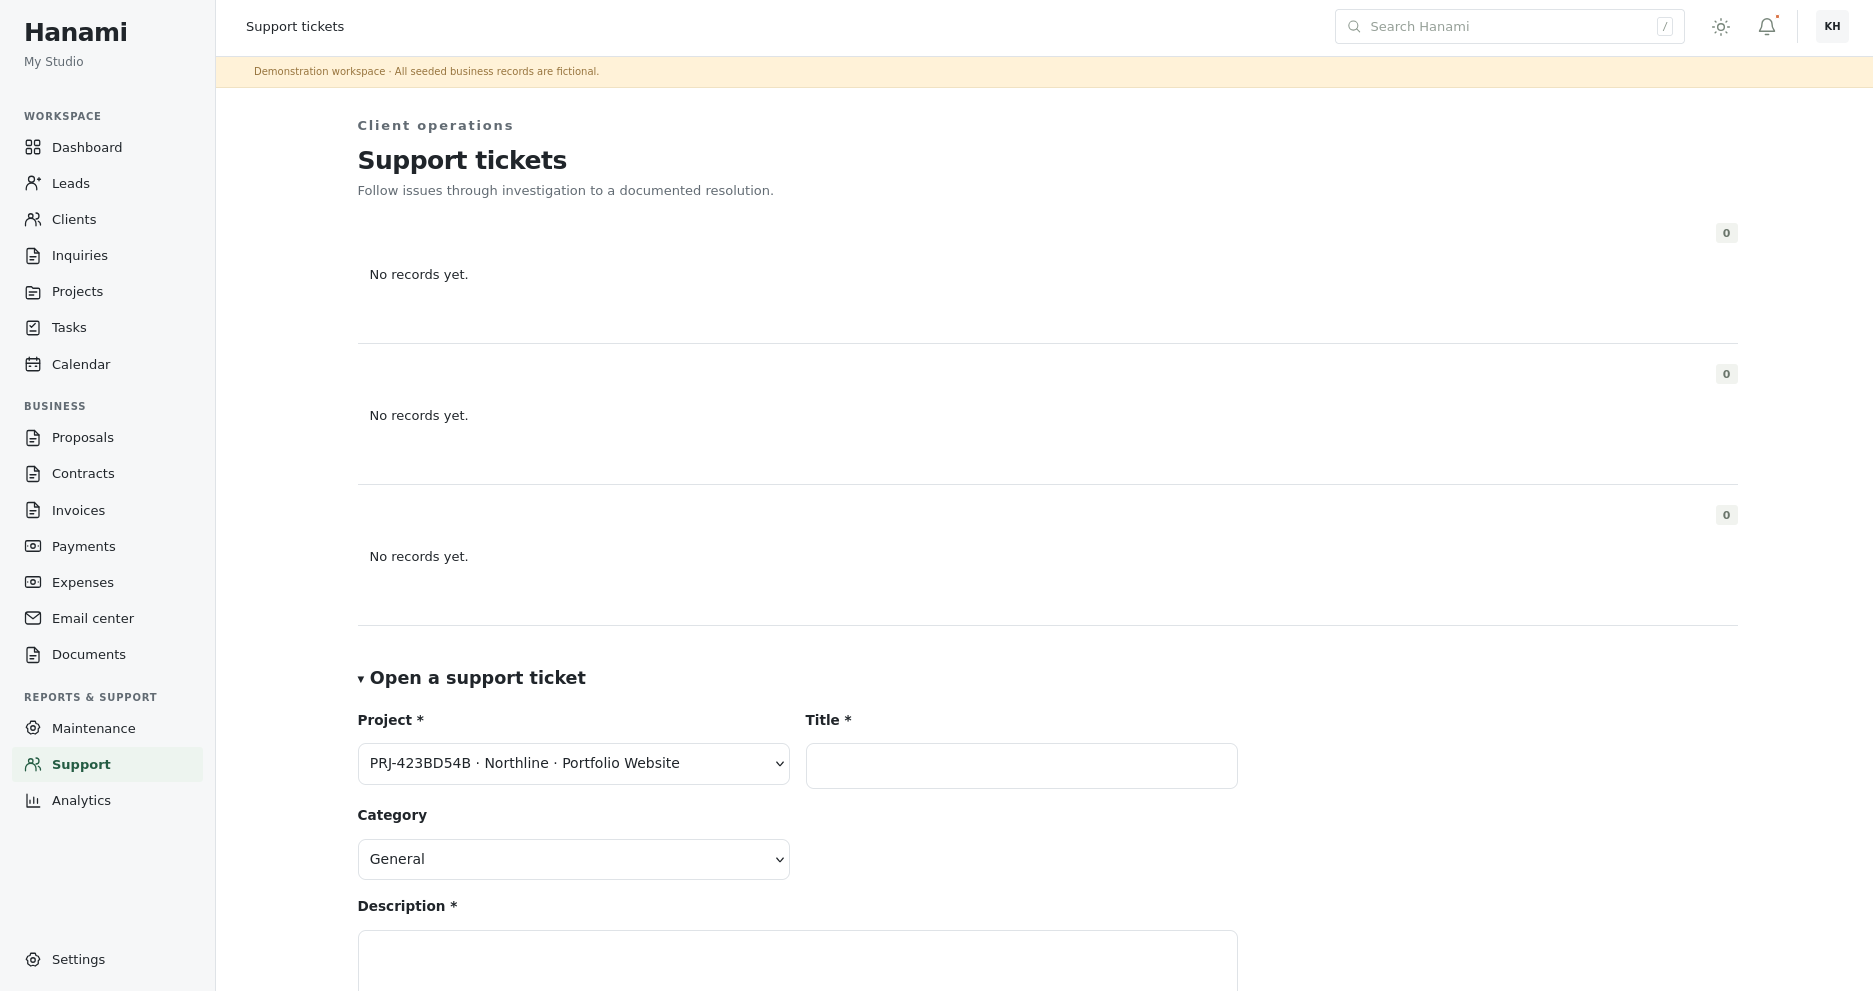 Hanami
My Studio
WORKSPACE
Dashboard
Leads
Clients
Inquiries
Projects
Tasks
Calendar
BUSINESS
Proposals
Contracts
Invoices
Payments
Expenses
Email center
Documents
REPORTS & SUPPORT
Maintenance
Support
Analytics
Settings
Support tickets
Search Hanami
/
KH
Demonstration workspace · All seeded business records are fictional.
Client operations
Support tickets
Follow issues through investigation to a documented resolution.
0
No records yet.
0
No records yet.
0
No records yet.
▾ Open a support ticket
Project *
Title *
PRJ-423BD54B · Northline · Portfolio Website
Category
General
Description *